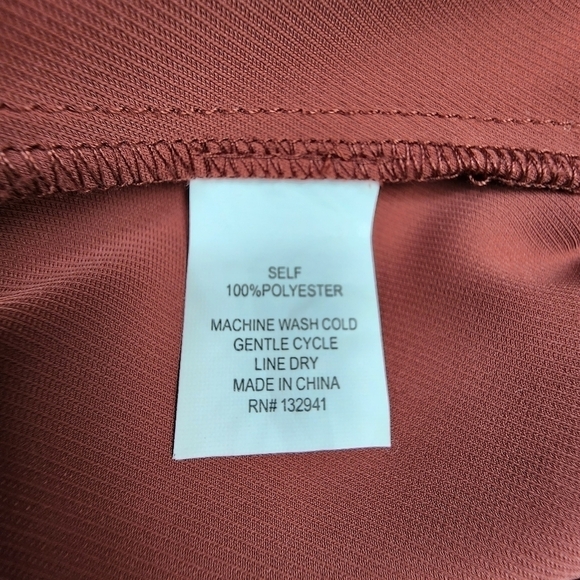 SELF
100%POLYESTER
MACHINE WASH COLD
GENTLE CYCLE
LINE DRY
MADE IN CHINA
RN# 132941